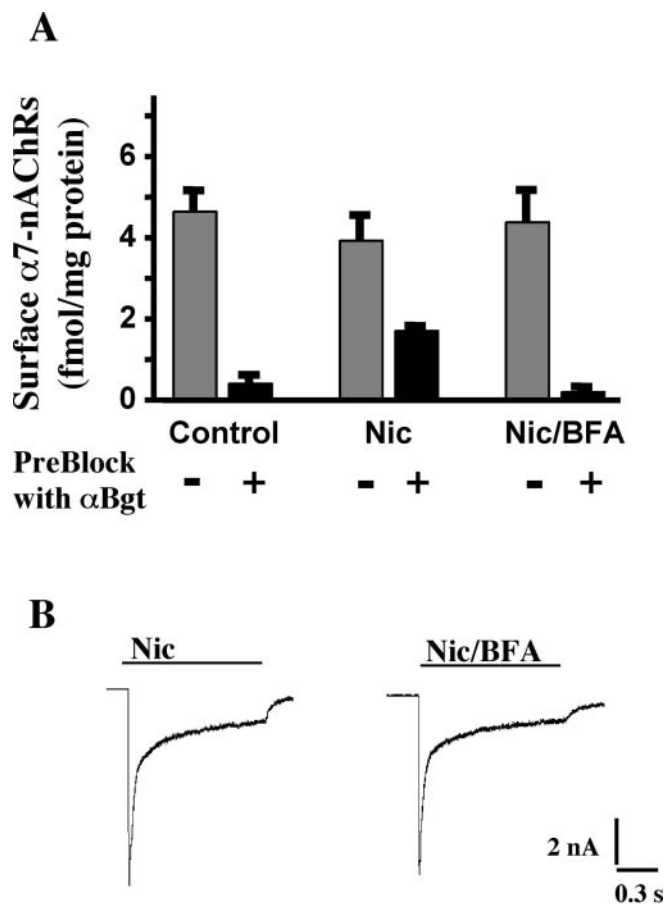 A
Surface α7-nAChRs
(fmol/mg protein)
6
4
2
0
Control Nic Nic/BFA
PreBlock
with αBgt
- + - + - +
B
Nic Nic/BFA
2 nA
0.3 s